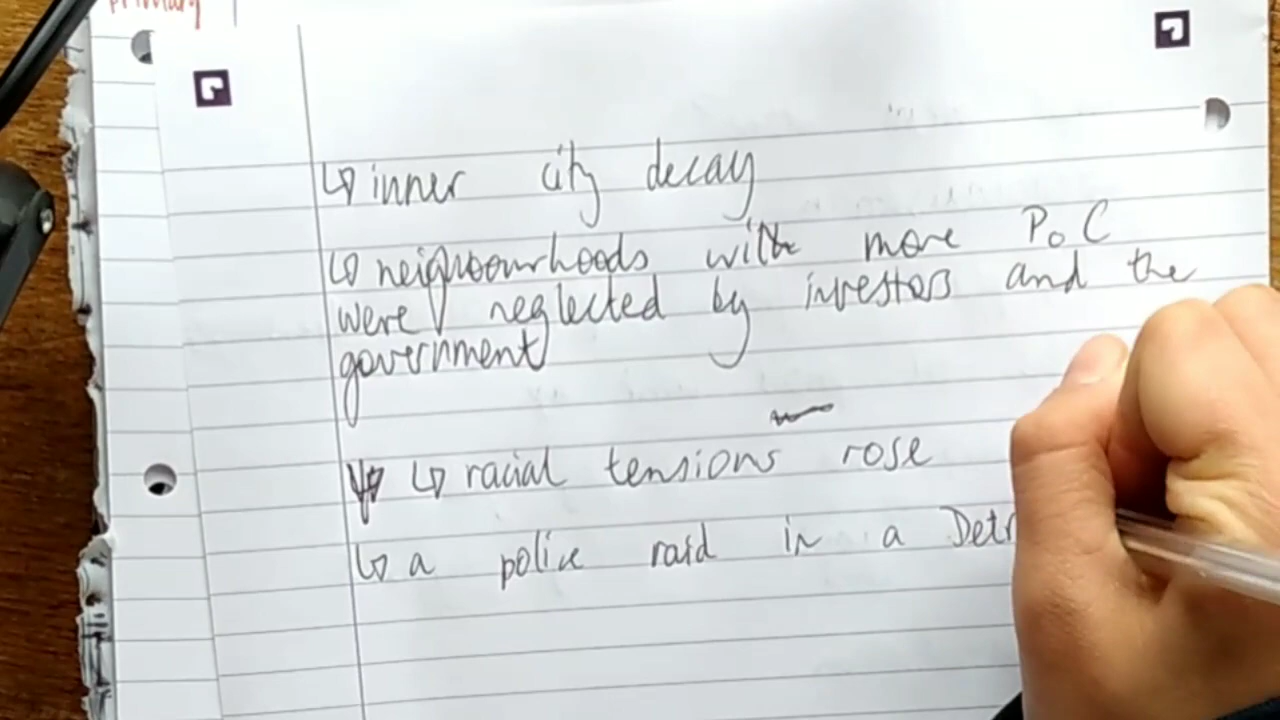 primary
↳ inner city decay
↳ neighbourhoods with more PoC
were neglected by investors and the
government
↳ racial tensions rose
↳ a police raid in a Detr